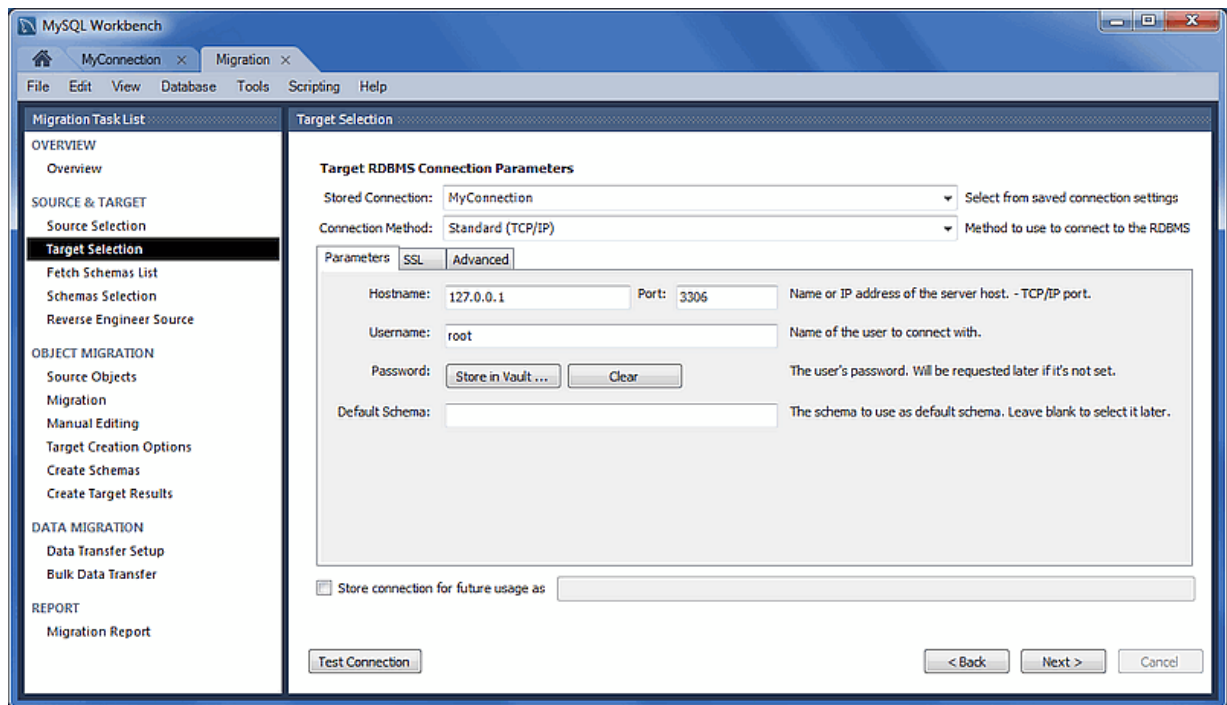 MySQL Workbench
MyConnection
Migration
File Edit View Database Tools Scripting Help
Migration Task List
OVERVIEW
Overview
SOURCE & TARGET
Source Selection
Target Selection
Fetch Schemas List
Schemas Selection
Reverse Engineer Source
OBJECT MIGRATION
Source Objects
Migration
Manual Editing
Target Creation Options
Create Schemas
Create Target Results
DATA MIGRATION
Data Transfer Setup
Bulk Data Transfer
REPORT
Migration Report
Target Selection
Target RDBMS Connection Parameters
Stored Connection: MyConnection Select from saved connection settings
Connection Method: Standard (TCP/IP) Method to use to connect to the RDBMS
Parameters SSL Advanced
Hostname: 127.0.0.1 Port: 3306 Name or IP address of the server host. - TCP/IP port.
Username: root Name of the user to connect with.
Password: Store in Vault ... Clear The user's password. Will be requested later if it's not set.
Default Schema: The schema to use as default schema. Leave blank to select it later.
Store connection for future usage as
Test Connection < Back Next > Cancel